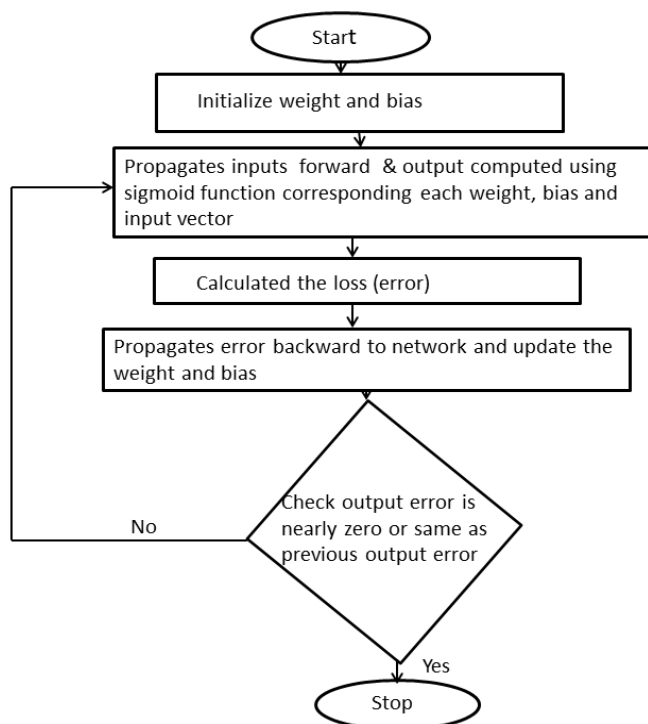 Start
Initialize weight and bias
Propagates inputs forward & output computed using
sigmoid function corresponding each weight, bias and
input vector
Calculated the loss (error)
Propagates error backward to network and update the
weight and bias
Check output error is
nearly zero or same as
previous output error
No
Yes
Stop